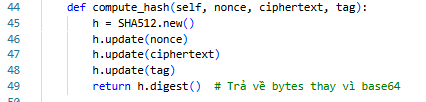 44 def compute_hash(self, nonce, ciphertext, tag):
45 h = SHA512.new()
46 h.update(nonce)
47 h.update(ciphertext)
48 h.update(tag)
49 return h.digest()  # Trả về bytes thay vì base64